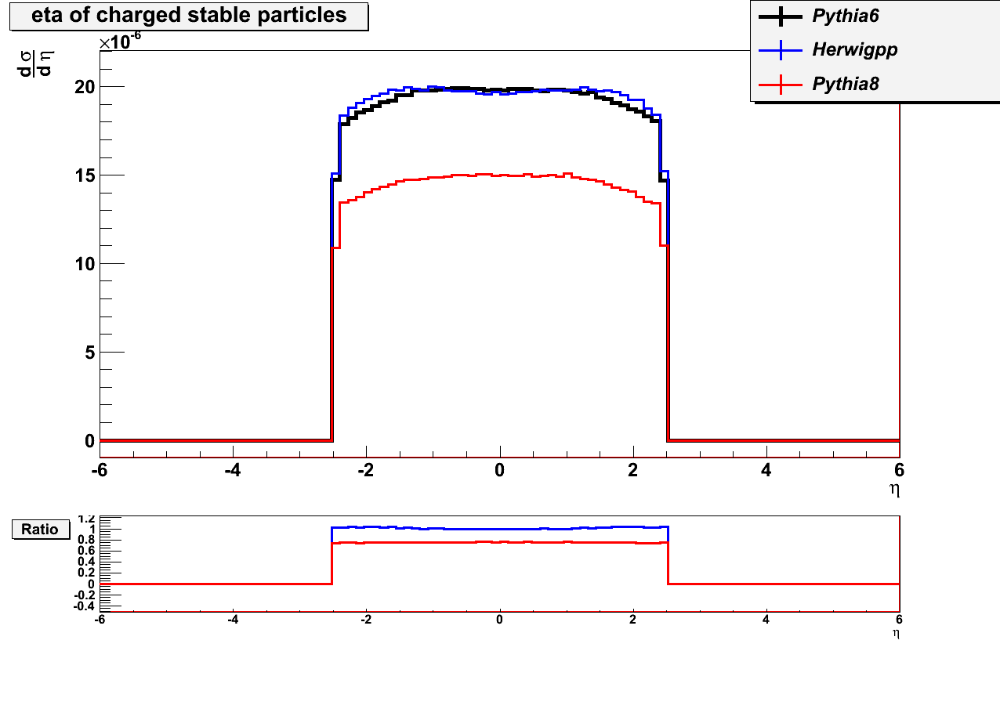 eta of charged stable particles
Pythia6
Herwigpp
Pythia8
×10-6
dσ
dη
20
15
10
5
0
-6 -4 -2 0 2 4 6
η
Ratio
1.2
1
0.8
0.6
0.4
0.2
0
-0.2
-0.4
-6 -4 -2 0 2 4 6
η